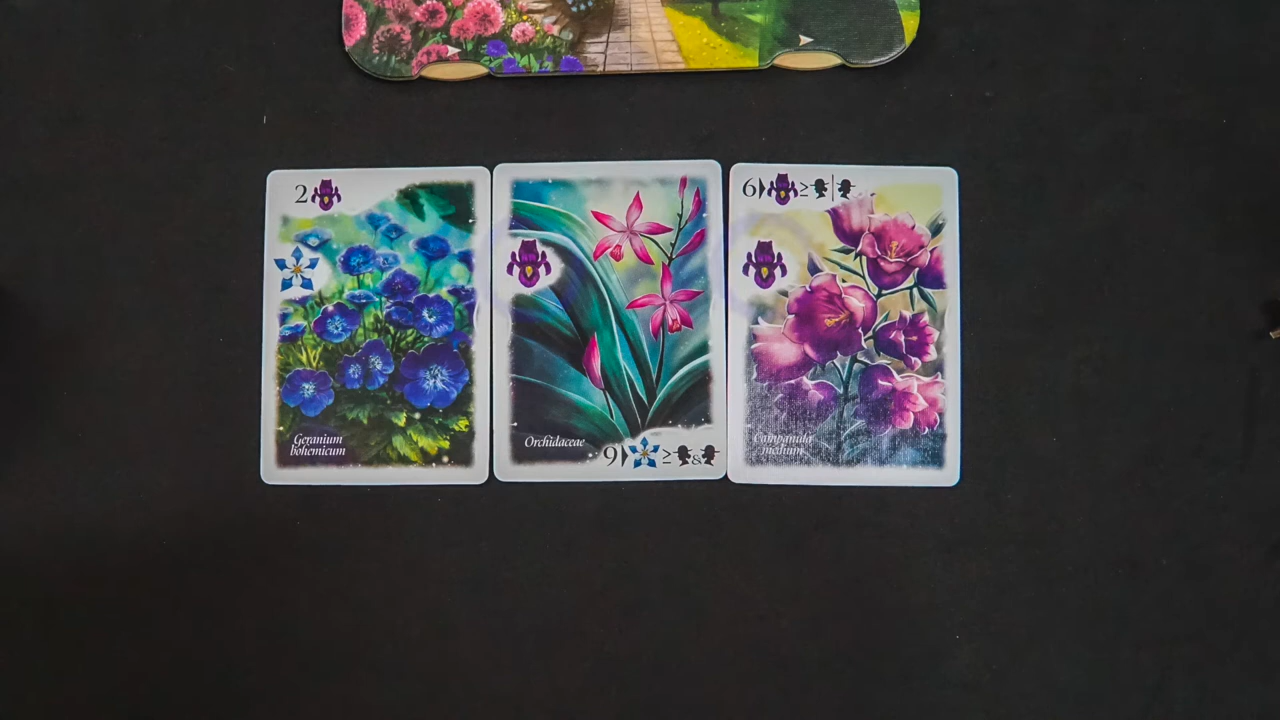 2
Geranium
bohemicum
Orchidaceae
9 ≥ &
6 ≥ |
Campanula
medium